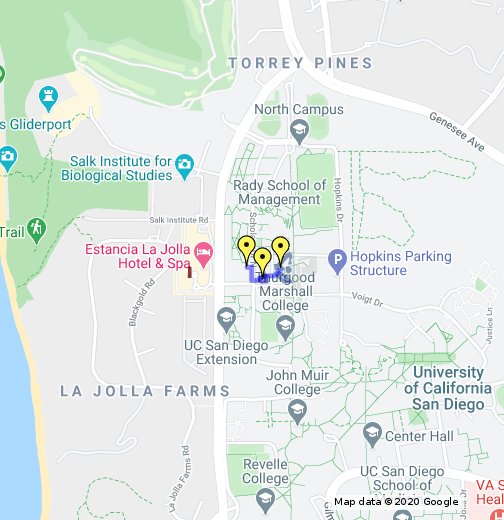 TORREY PINES
North Campus
Genesee Ave
s Gliderport
Salk Institute for
Biological Studies
Rady School of
Management
Hopkins Dr
Salk Institute Rd
Trail
Estancia La Jolla
Hotel & Spa
Hopkins Parking
Structure
Blackgold Rd
Marshall
College
Voigt Dr
Justice Ln
UC San Diego
Extension
John Muir
College
University
of California
San Diego
LA JOLLA FARMS
La Jolla Farms Rd
Center Hall
Revelle
College
UC San Diego
School of
VA S
Heal
Map data © 2020 Google